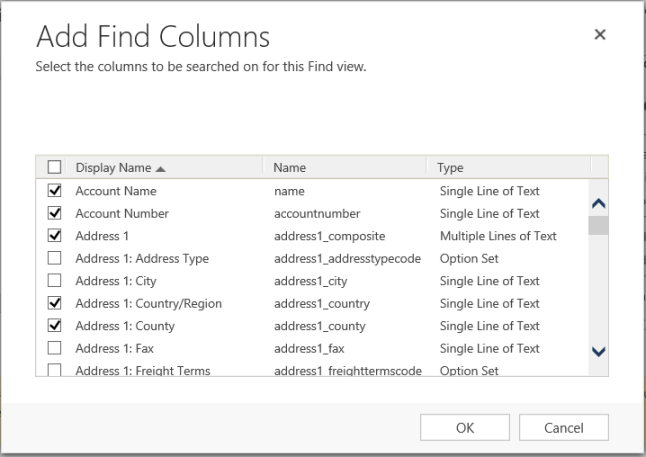 Add Find Columns
Select the columns to be searched on for this Find view.
Display Name Name Type
Account Name name Single Line of Text
Account Number accountnumber Single Line of Text
Address 1 address1_composite Multiple Lines of Text
Address 1: Address Type address1_addresstypecode Option Set
Address 1: City address1_city Single Line of Text
Address 1: Country/Region address1_country Single Line of Text
Address 1: County address1_county Single Line of Text
Address 1: Fax address1_fax Single Line of Text
Address 1: Freight Terms address1_freighttermscode Option Set
OK Cancel